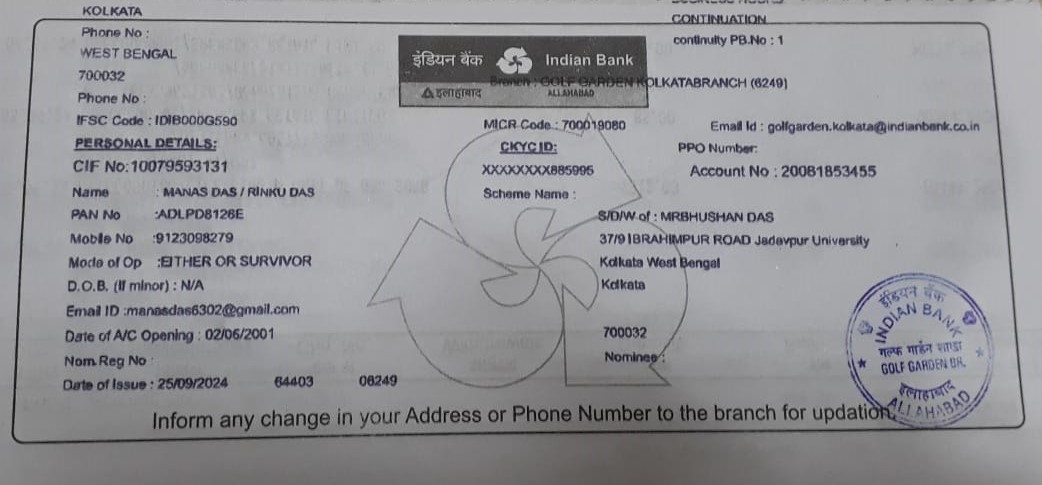 KOLKATA
Phone No :
WEST BENGAL
700032
Phone No :
IFSC Code : IDIB000G590
CONTINUATION
continuity PB.No : 1
इंडियन बैंक Indian Bank
इलाहाबाद ALLAHABAD
Branch : GOLF GARDEN KOLKATABRANCH (6249)
MICR Code : 700019080
Email Id : golfgarden.kolkata@indianbank.co.in
PERSONAL DETAILS:
CKYC ID:
PPO Number:
CIF No:10079593131
XXXXXXXX885995
Account No : 20081853455
Name : MANAS DAS / RINKU DAS
Scheme Name :
PAN No :ADLPD8126E
S/D/W of : MRBHUSHAN DAS
Mobile No :9123098279
37/9 IBRAHIMPUR ROAD Jadavpur University
Mode of Op :EITHER OR SURVIVOR
Kolkata West Bengal
D.O.B. (If minor) : N/A
Kolkata
Email ID :manasdas6302@gmail.com
Date of A/C Opening : 02/06/2001
700032
Nom.Reg No :
Nominee :
Date of Issue : 25/09/2024 64403 06249
Inform any change in your Address or Phone Number to the branch for updation.
इंडियन बैंक
INDIAN BANK
गल्फ गार्डन शाखा
GOLF GARDEN BR.
इलाहाबाद
ALLAHABAD